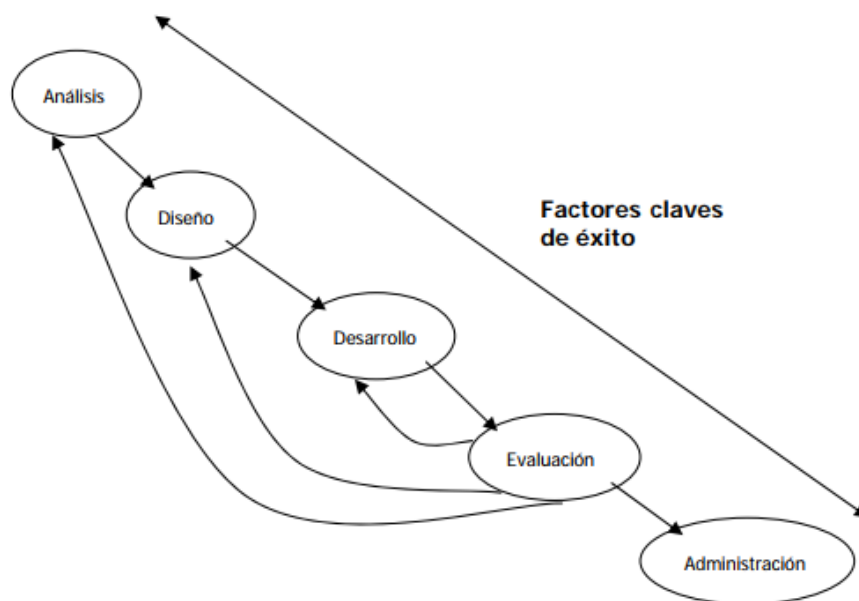 Análisis
Diseño
Factores claves
de éxito
Desarrollo
Evaluación
Administración